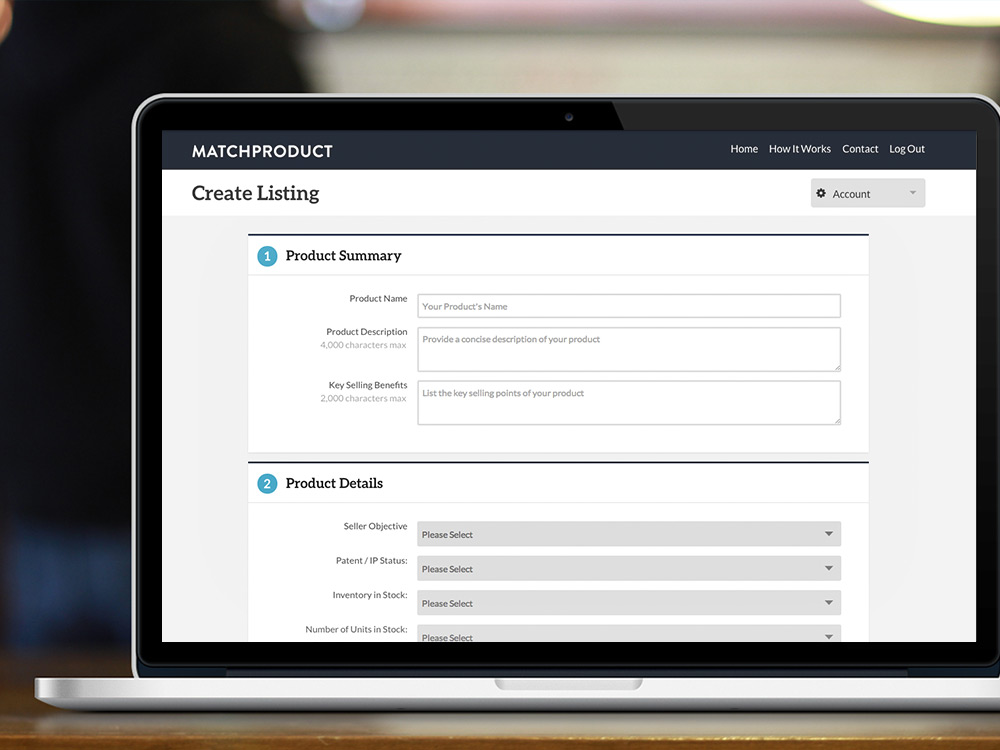 MATCHPRODUCT
Home How It Works Contact Log Out
Create Listing
Account
1 Product Summary
Product Name
Your Product's Name
Product Description
4,000 characters max
Provide a concise description of your product
Key Selling Benefits
2,000 characters max
List the key selling points of your product
2 Product Details
Seller Objective
Please Select
Patent / IP Status:
Please Select
Inventory in Stock:
Please Select
Number of Units in Stock:
Please Select